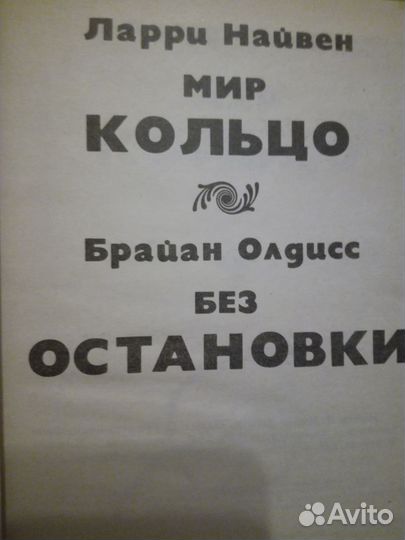 Ларри Найвен
МИР
КОЛЬЦО
Брайан Олдисс
БЕЗ
ОСТАНОВКИ
Avito